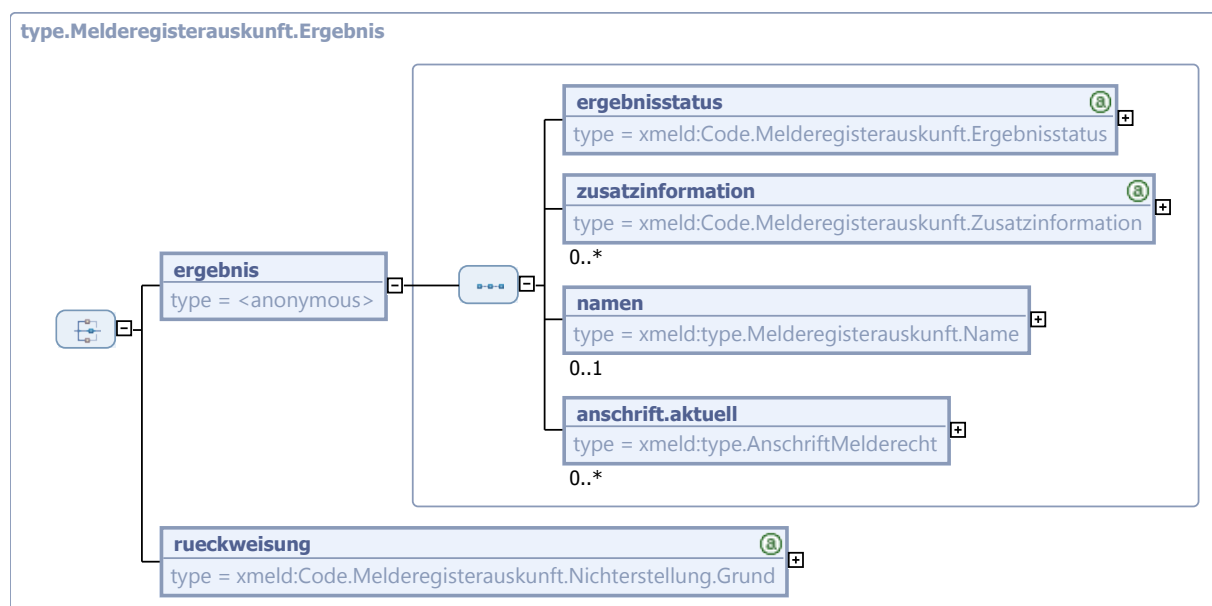 type.Melderegisterauskunft.Ergebnis
ergebnisstatus
type = xmeld:Code.Melderegisterauskunft.Ergebnisstatus
zusatzinformation
type = xmeld:Code.Melderegisterauskunft.Zusatzinformation
0..*
ergebnis
type = <anonymous>
namen
type = xmeld:type.Melderegisterauskunft.Name
0..1
anschrift.aktuell
type = xmeld:type.AnschriftMelderecht
0..*
rueckweisung
type = xmeld:Code.Melderegisterauskunft.Nichterstellung.Grund